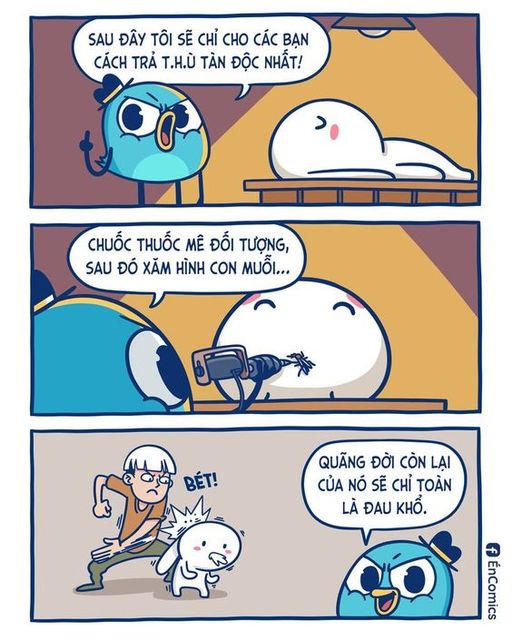 SAU ĐÂY TÔI SẼ CHỈ CHO CÁC BẠN
CÁCH TRẢ T.H.Ù TÀN ĐỘC NHẤT!
CHUỐC THUỐC MÊ ĐỐI TƯỢNG,
SAU ĐÓ XĂM HÌNH CON MUỖI...
BÉT!
QUÃNG ĐỜI CÒN LẠI
CỦA NÓ SẼ CHỈ TOÀN
LÀ ĐAU KHỔ.
f ÉnComics